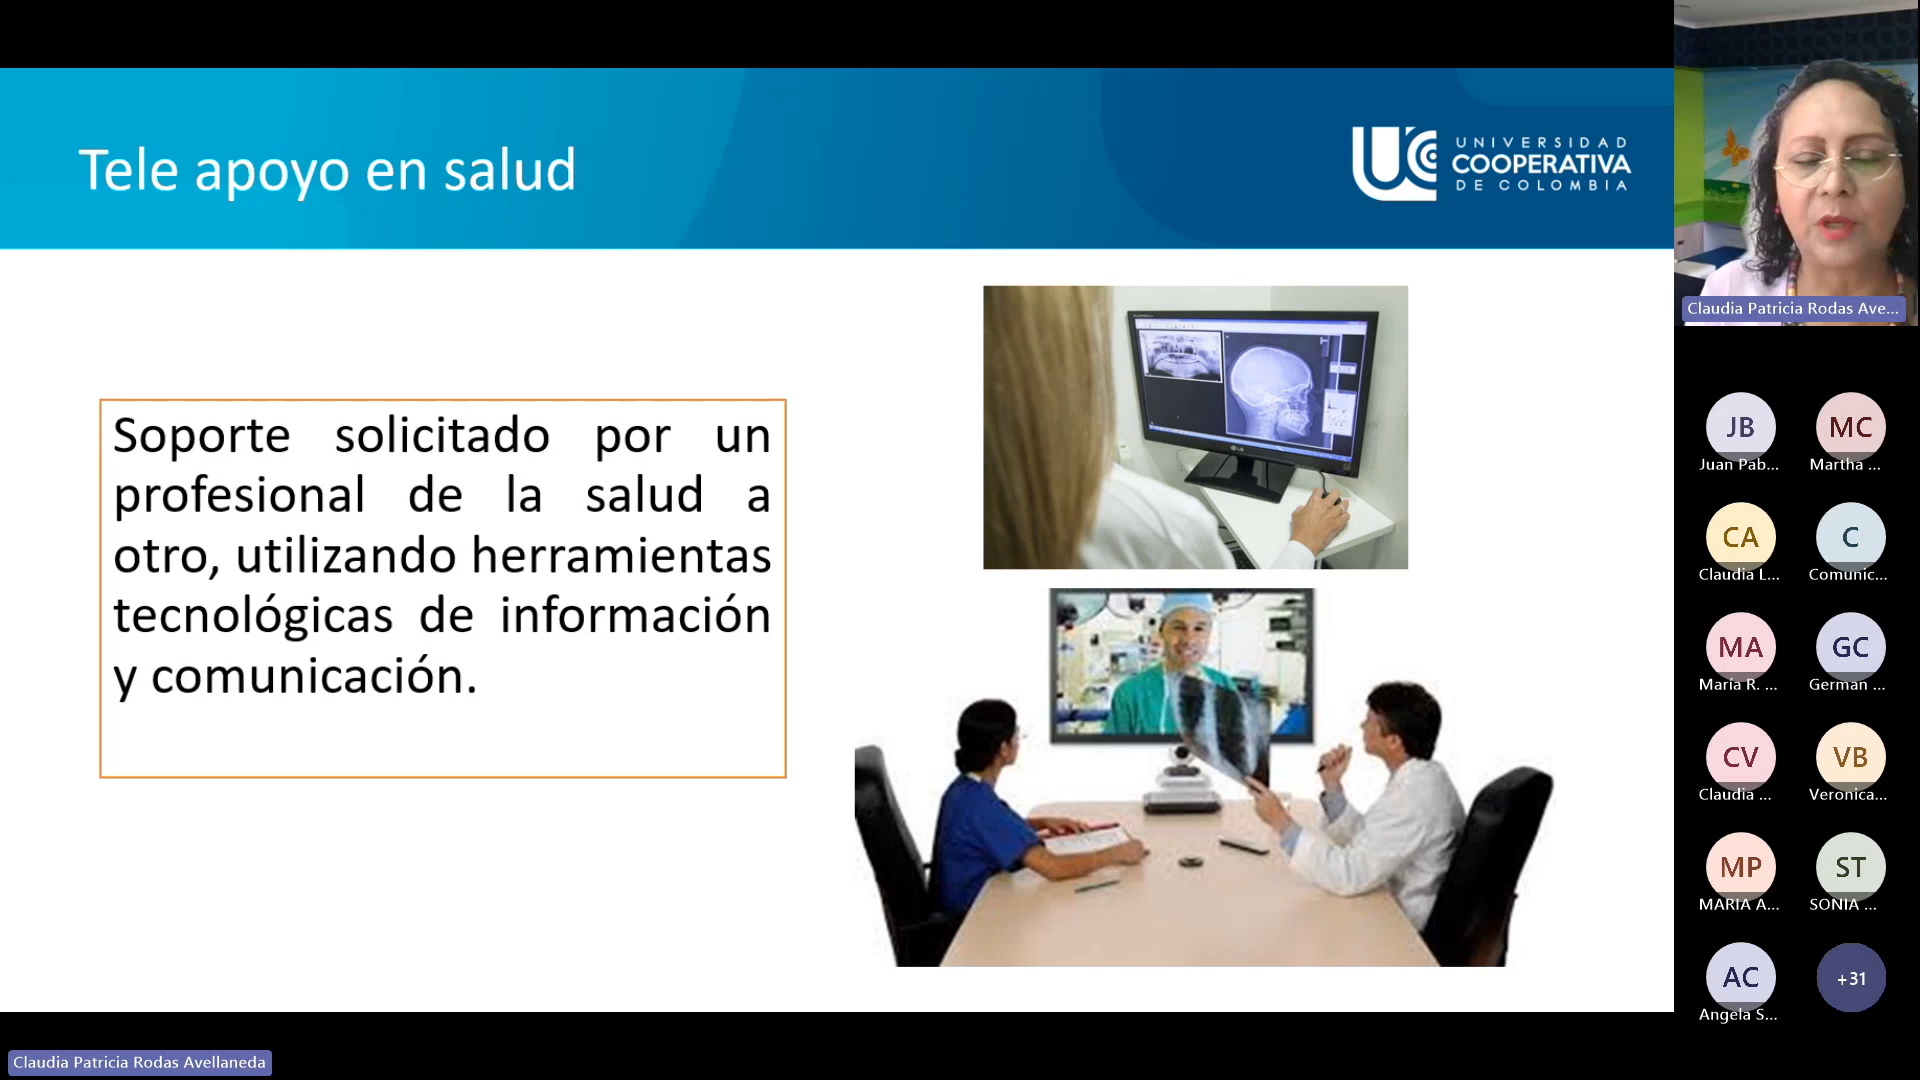 Tele apoyo en salud
UC
UNIVERSIDAD
COOPERATIVA
DE COLOMBIA
Soporte solicitado por un
profesional de la salud a
otro, utilizando herramientas
tecnológicas de información
y comunicación.
LG
Claudia Patricia Rodas Ave...
JB
Juan Pab...
MC
Martha ...
CA
Claudia L...
C
Comunic...
MA
María R. ...
GC
German ...
CV
Claudia ...
VB
Veronica...
MP
MARIA A...
ST
SONIA ...
AC
Angela S...
+31
Claudia Patricia Rodas Avellaneda